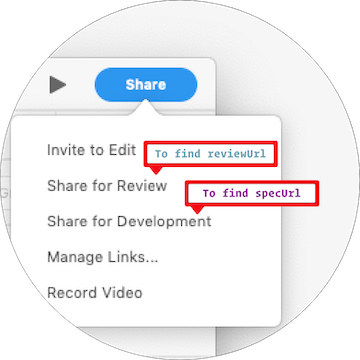 Share
Invite to Edit
To find reviewUrl
Share for Review
To find specUrl
Share for Development
Manage Links...
Record Video